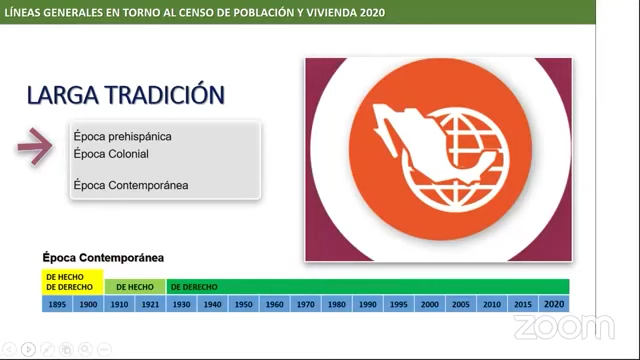 LÍNEAS GENERALES EN TORNO AL CENSO DE POBLACIÓN Y VIVIENDA 2020
LARGA TRADICIÓN
Época prehispánica
Época Colonial
Época Contemporánea
Época Contemporánea
DE HECHO
DE DERECHO
DE HECHO
DE DERECHO
1895 1900 1910 1921 1930 1940 1950 1960 1970 1980 1990 1995 2000 2005 2010 2015 2020
zoom